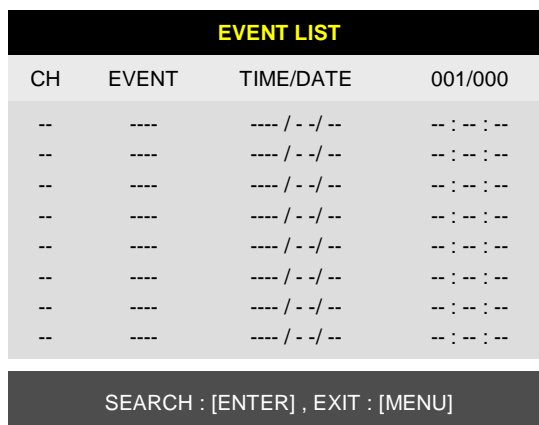 EVENT LIST
CH EVENT TIME/DATE 001/000
-- ---- ---- / - -/ -- -- : -- : --
-- ---- ---- / - -/ -- -- : -- : --
-- ---- ---- / - -/ -- -- : -- : --
-- ---- ---- / - -/ -- -- : -- : --
-- ---- ---- / - -/ -- -- : -- : --
-- ---- ---- / - -/ -- -- : -- : --
-- ---- ---- / - -/ -- -- : -- : --
-- ---- ---- / - -/ -- -- : -- : --
SEARCH : [ENTER] , EXIT : [MENU]